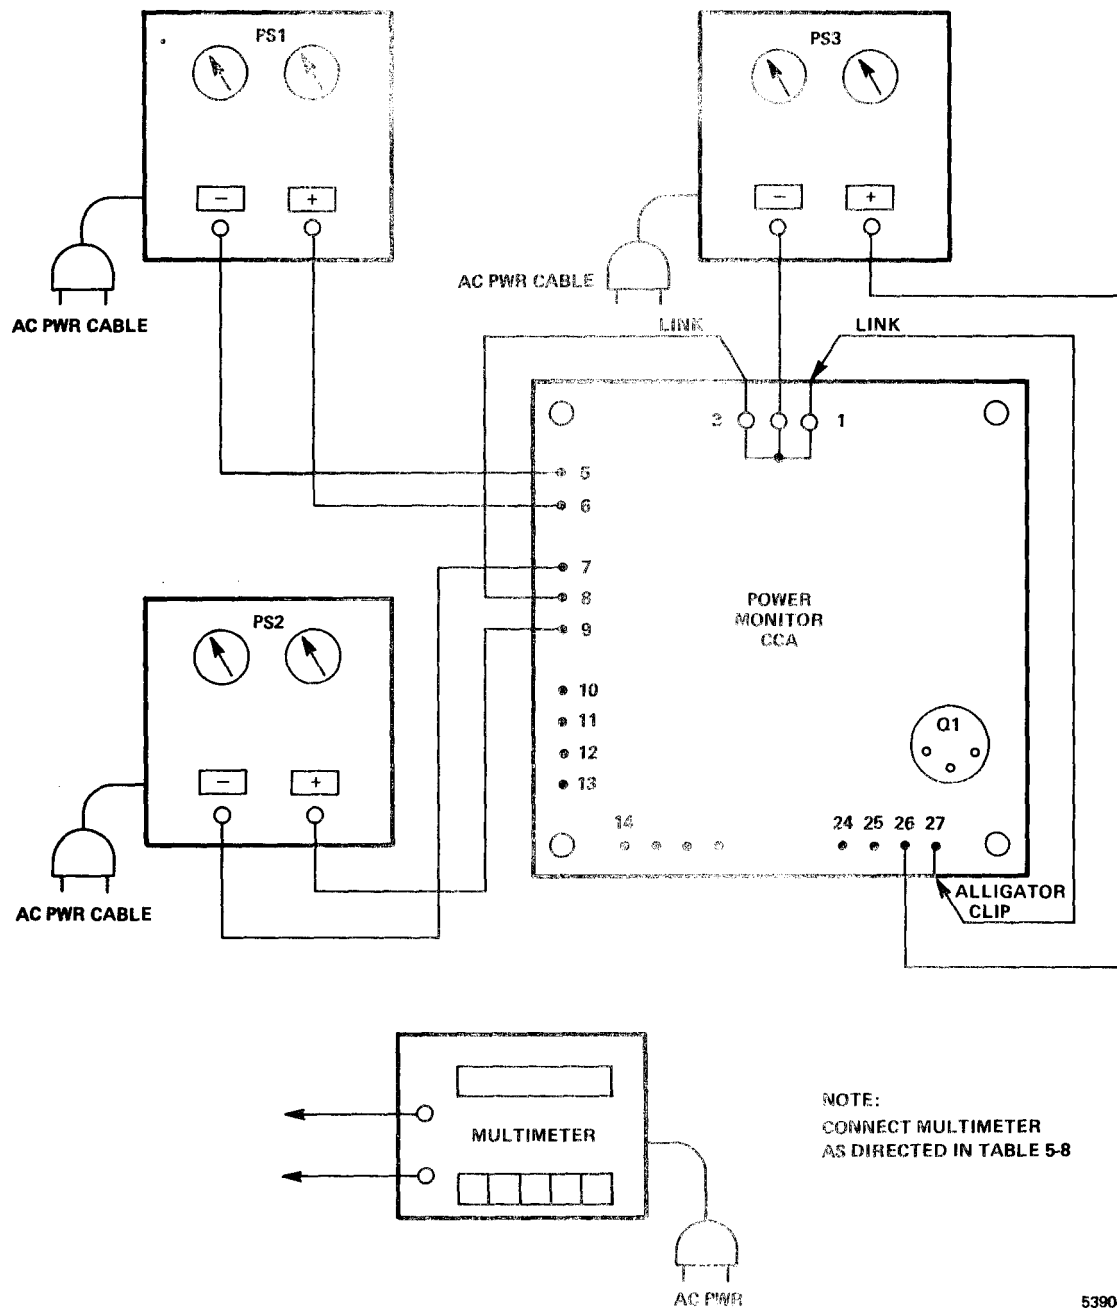 PS1
PS3
− +
− +
AC PWR CABLE
AC PWR CABLE
LINK
LINK
3
1
5
6
7
8
9
POWER
MONITOR
CCA
PS2
10
11
12
13
Q1
− +
14
24 25 26 27
AC PWR CABLE
ALLIGATOR
CLIP
MULTIMETER
NOTE:
CONNECT MULTIMETER
AS DIRECTED IN TABLE 5-8
AC PWR
5390